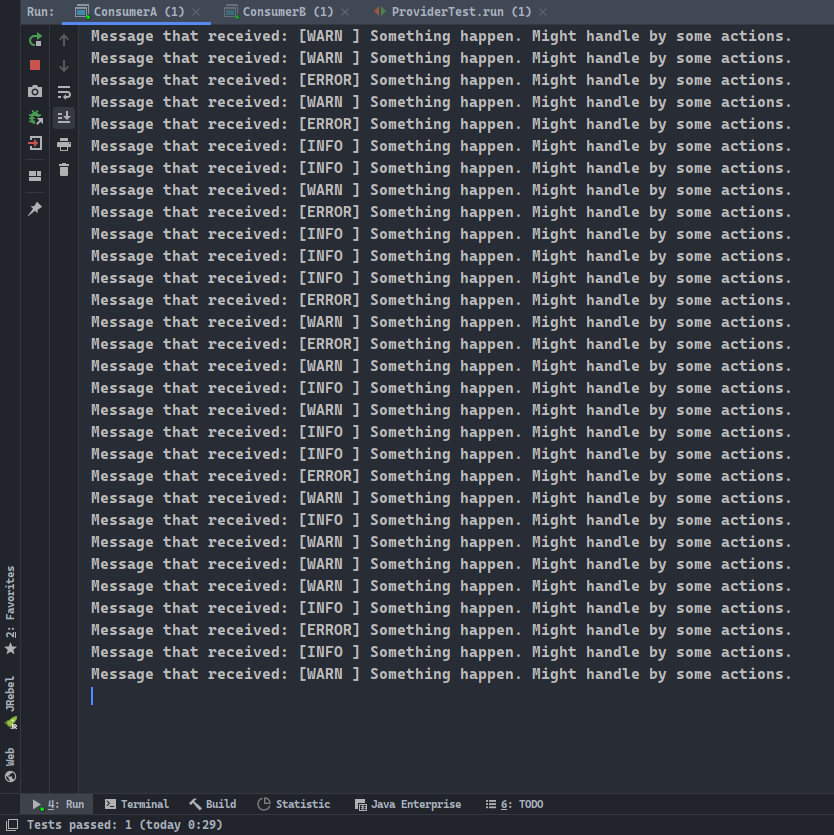 Run: ConsumerA (1) × ConsumerB (1) × ProviderTest.run (1) ×
Message that received: [WARN ] Something happen. Might handle by some actions.
Message that received: [WARN ] Something happen. Might handle by some actions.
Message that received: [ERROR] Something happen. Might handle by some actions.
Message that received: [WARN ] Something happen. Might handle by some actions.
Message that received: [ERROR] Something happen. Might handle by some actions.
Message that received: [INFO ] Something happen. Might handle by some actions.
Message that received: [INFO ] Something happen. Might handle by some actions.
Message that received: [WARN ] Something happen. Might handle by some actions.
Message that received: [ERROR] Something happen. Might handle by some actions.
Message that received: [INFO ] Something happen. Might handle by some actions.
Message that received: [INFO ] Something happen. Might handle by some actions.
Message that received: [INFO ] Something happen. Might handle by some actions.
Message that received: [ERROR] Something happen. Might handle by some actions.
Message that received: [WARN ] Something happen. Might handle by some actions.
Message that received: [ERROR] Something happen. Might handle by some actions.
Message that received: [WARN ] Something happen. Might handle by some actions.
Message that received: [INFO ] Something happen. Might handle by some actions.
Message that received: [WARN ] Something happen. Might handle by some actions.
Message that received: [INFO ] Something happen. Might handle by some actions.
Message that received: [INFO ] Something happen. Might handle by some actions.
Message that received: [ERROR] Something happen. Might handle by some actions.
Message that received: [WARN ] Something happen. Might handle by some actions.
Message that received: [INFO ] Something happen. Might handle by some actions.
Message that received: [WARN ] Something happen. Might handle by some actions.
Message that received: [WARN ] Something happen. Might handle by some actions.
Message that received: [WARN ] Something happen. Might handle by some actions.
Message that received: [INFO ] Something happen. Might handle by some actions.
Message that received: [ERROR] Something happen. Might handle by some actions.
Message that received: [INFO ] Something happen. Might handle by some actions.
Message that received: [WARN ] Something happen. Might handle by some actions.
2: Favorites
JRebel
Web
4: Run Terminal Build Statistic Java Enterprise 6: TODO
Tests passed: 1 (today 0:29)